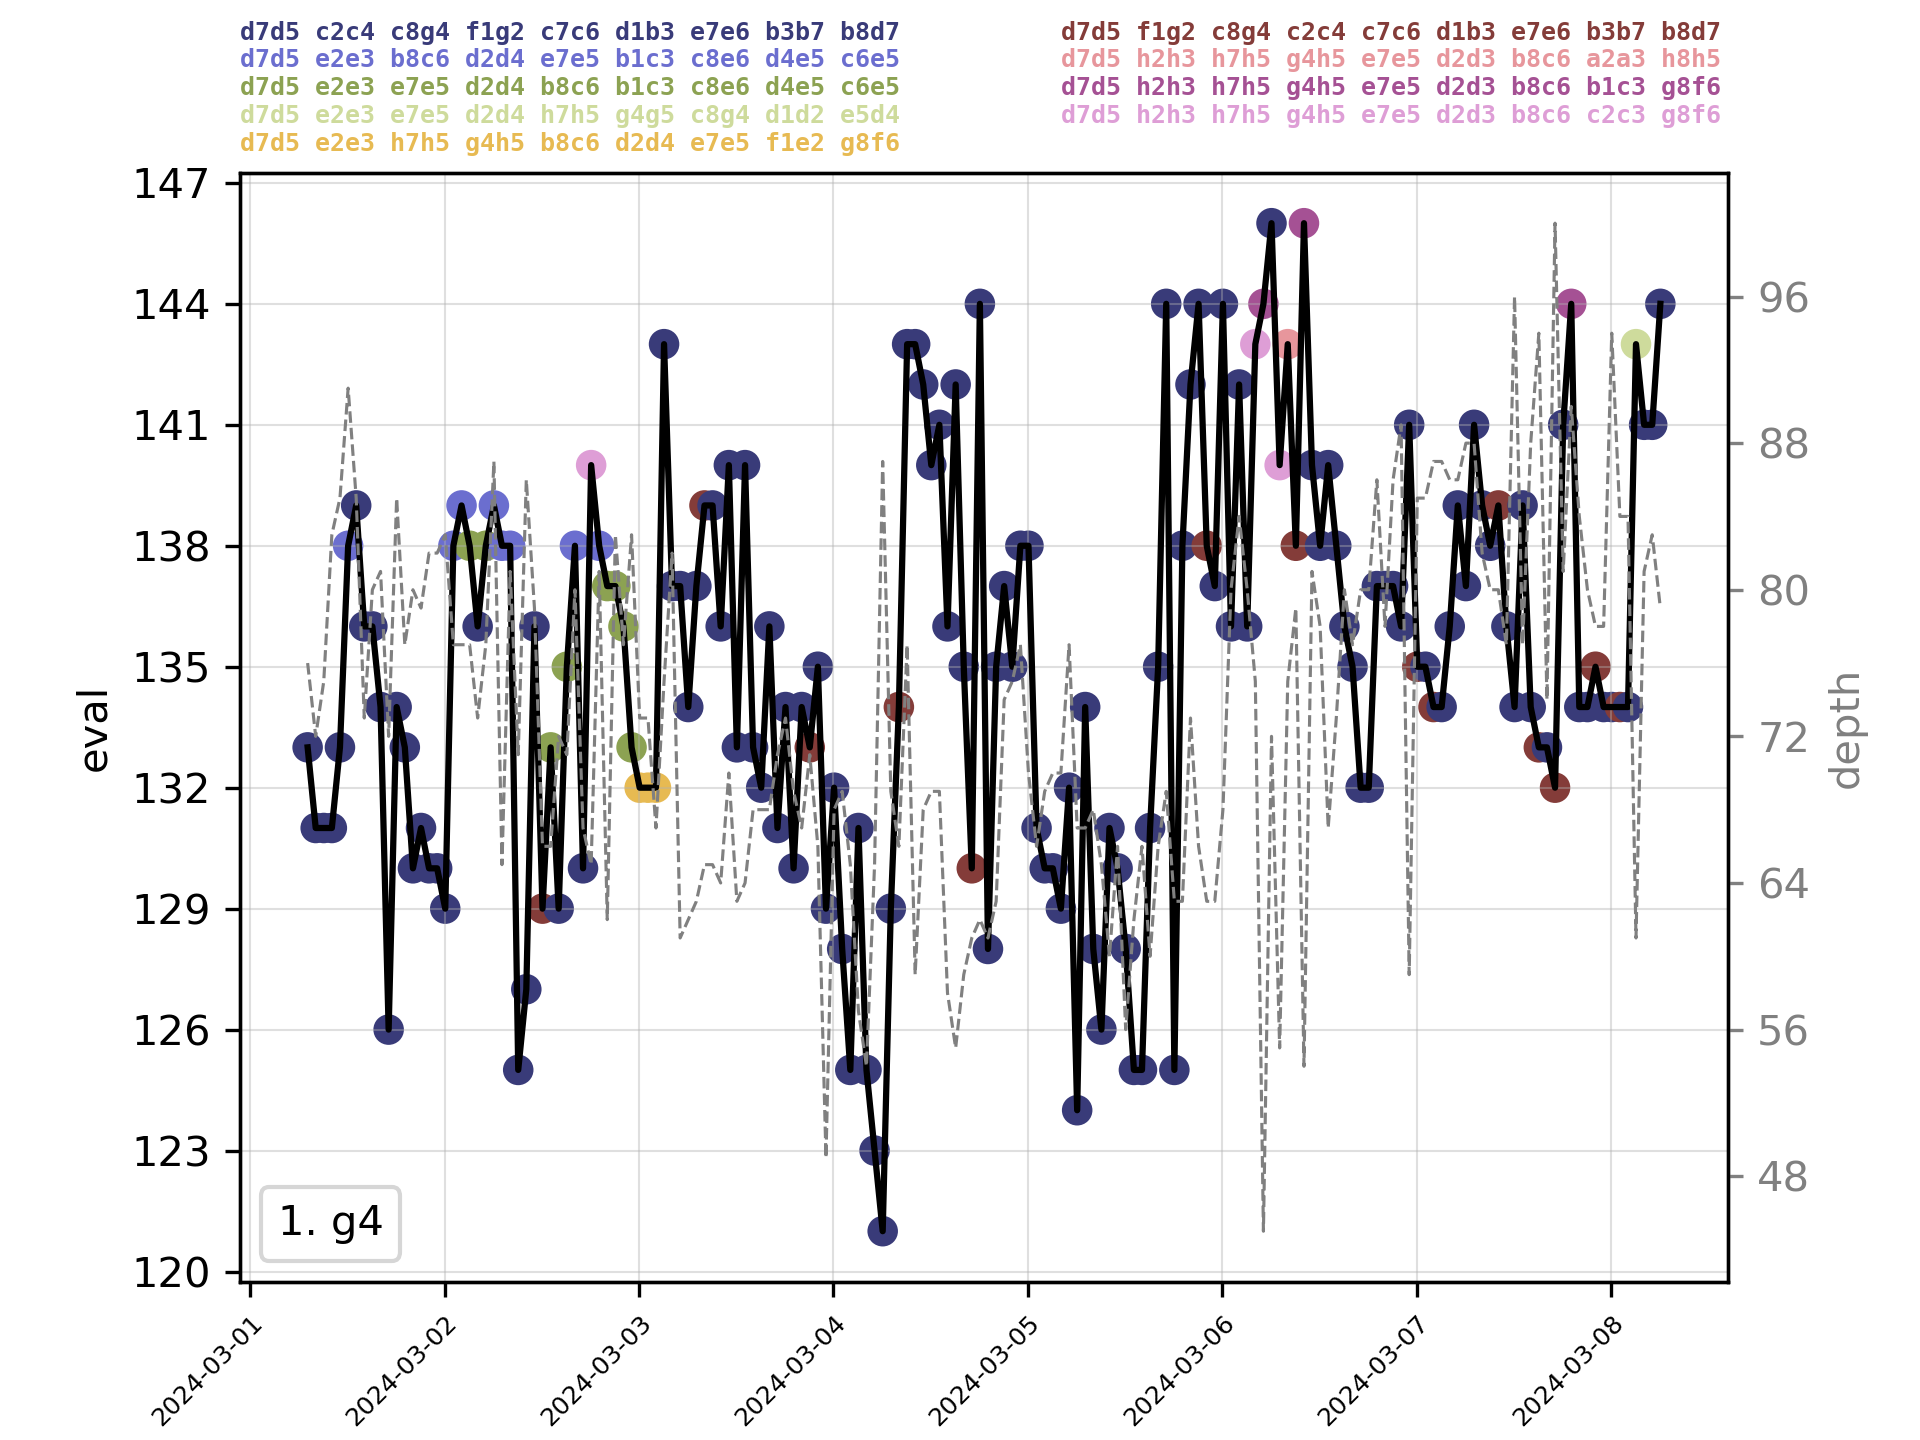 d7d5 c2c4 c8g4 f1g2 c7c6 d1b3 e7e6 b3b7 b8d7
d7d5 e2e3 b8c6 d2d4 e7e5 b1c3 c8e6 d4e5 c6e5
d7d5 e2e3 e7e5 d2d4 b8c6 b1c3 c8e6 d4e5 c6e5
d7d5 e2e3 e7e5 d2d4 h7h5 g4g5 c8g4 d1d2 e5d4
d7d5 e2e3 h7h5 g4h5 b8c6 d2d4 e7e5 f1e2 g8f6
d7d5 f1g2 c8g4 c2c4 c7c6 d1b3 e7e6 b3b7 b8d7
d7d5 h2h3 h7h5 g4h5 e7e5 d2d3 b8c6 a2a3 h8h5
d7d5 h2h3 h7h5 g4h5 e7e5 d2d3 b8c6 b1c3 g8f6
d7d5 h2h3 h7h5 g4h5 e7e5 d2d3 b8c6 c2c3 g8f6
147
144
141
138
135
132
129
126
123
120
eval
96
88
80
72
64
56
48
depth
1. g4
2024-03-01
2024-03-02
2024-03-03
2024-03-04
2024-03-05
2024-03-06
2024-03-07
2024-03-08